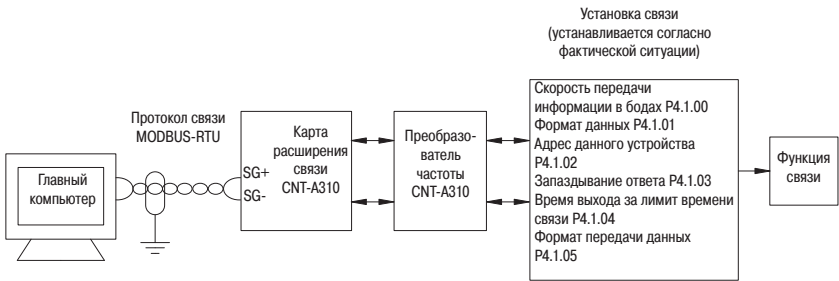 Установка связи
(устанавливается согласно
фактической ситуации)
Протокол связи
MODBUS-RTU
Главный
компьютер
SG+
SG-
Карта
расширения
связи
CNT-A310
Преобразо-
ватель
частоты
CNT-A310
Скорость передачи
информации в бодах P4.1.00
Формат данных P4.1.01
Адрес данного устройства
P4.1.02
Запаздывание ответа P4.1.03
Время выхода за лимит времени
связи P4.1.04
Формат передачи данных
P4.1.05
Функция
связи